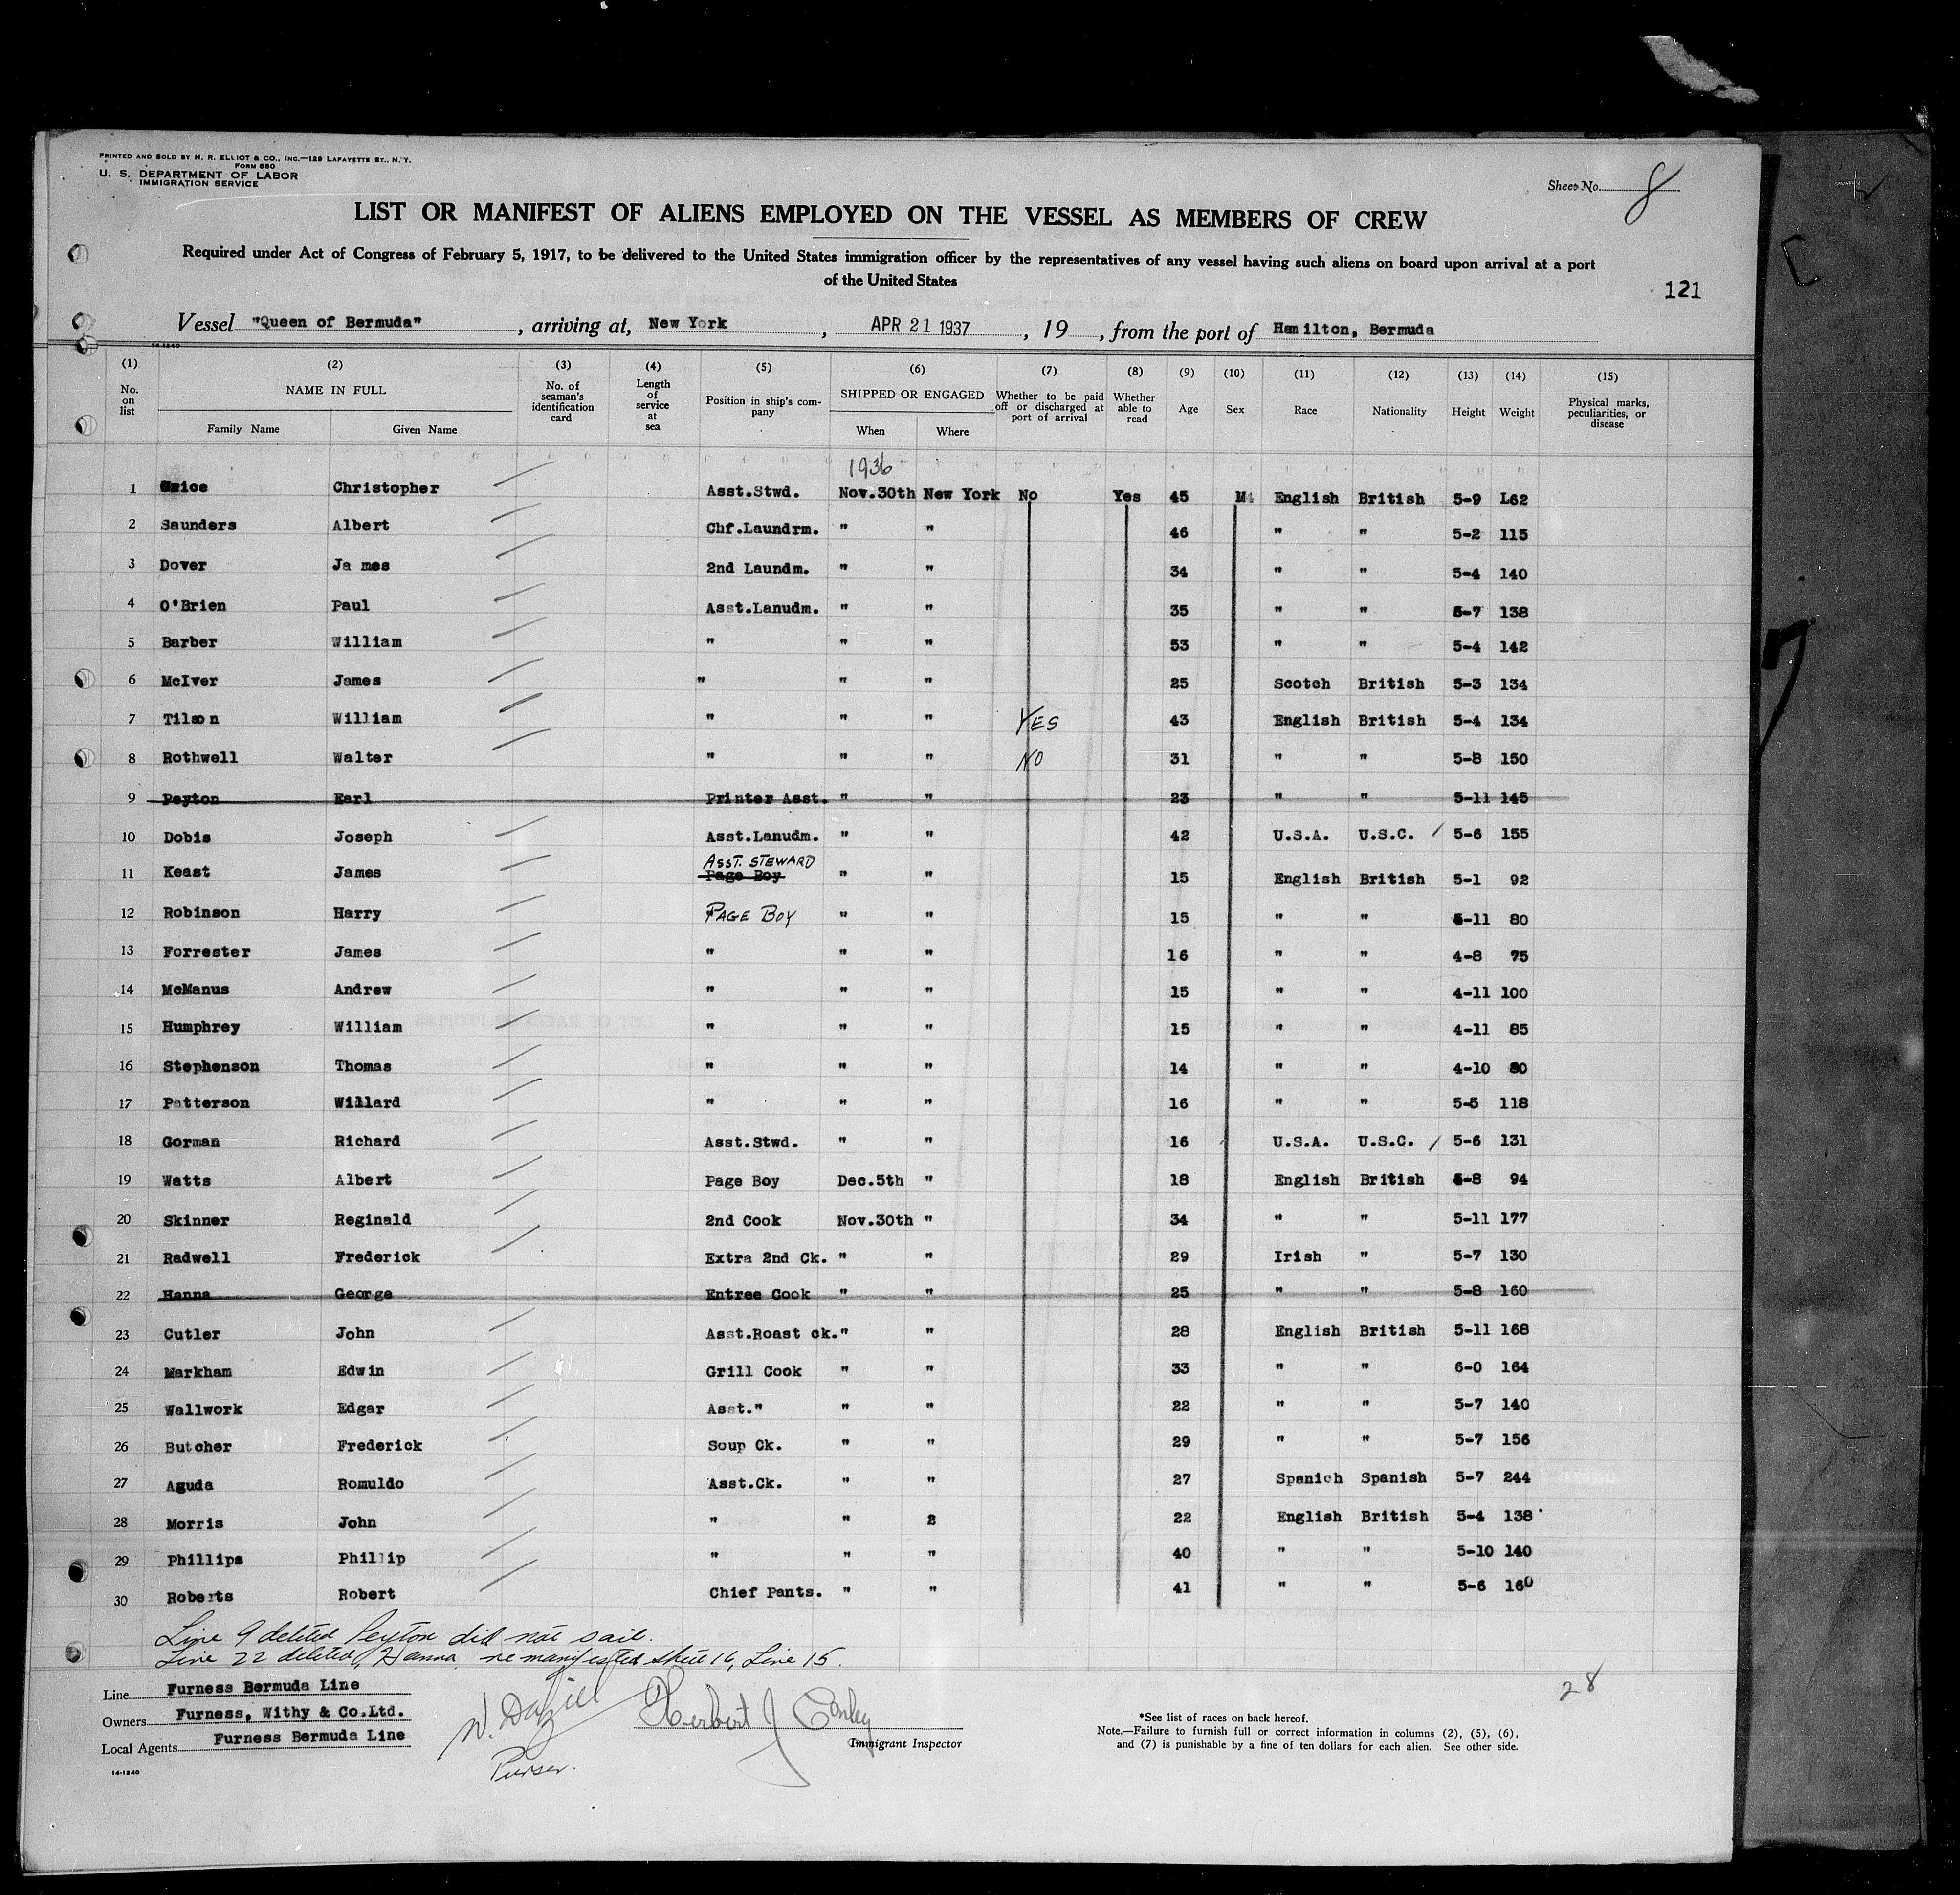 PRINTED AND SOLD BY H. R. ELLIOT & CO., INC.—129 LAFAYETTE ST., N. Y.
FORM 680
U. S. DEPARTMENT OF LABOR
IMMIGRATION SERVICE
Sheet No. 8
LIST OR MANIFEST OF ALIENS EMPLOYED ON THE VESSEL AS MEMBERS OF CREW
Required under Act of Congress of February 5, 1917, to be delivered to the United States immigration officer by the representatives of any vessel having such aliens on board upon arrival at a port
of the United States
121
Vessel "Queen of Bermuda", arriving at, New York, APR 21 1937, 19, from the port of Hamilton, Bermuda
14-1240
(1) (2) (3) (4) (5) (6) (7) (8) (9) (10) (11) (12) (13) (14) (15)
No. on list NAME IN FULL Family Name Given Name No. of seaman's identification card Length of service at sea Position in ship's company SHIPPED OR ENGAGED When Where Whether to be paid off or discharged at port of arrival Whether able to read Age Sex Race Nationality Height Weight Physical marks, peculiarities, or disease
1936
1 Grice Christopher Asst.Stwd. Nov.30th New York No Yes 45 M English British 5-9 L62
2 Saunders Albert Chf.Laundrm. " " 46 " " 5-2 115
3 Dover Ja mes 2nd Laundm. " " 34 " " 5-4 140
4 O'Brien Paul Asst.Lanudm. " " 35 " " 5-7 138
5 Barber William " " " 53 " " 5-4 142
6 McIver James " " " 25 Scotch British 5-3 134
7 Tilson William " " " YES 43 English British 5-4 134
8 Rothwell Walter " " " NO 31 " " 5-8 150
9 Peyton Earl Printer Asst. " " 23 " " 5-11 145
10 Dobis Joseph Asst.Lanudm. " " 42 U.S.A. U.S.C. 5-6 155
ASST. STEWARD
11 Keast James Page Boy " " 15 English British 5-1 92
12 Robinson Harry PAGE BOY " " 15 " " 5-11 80
13 Forrester James " " " 16 " " 4-8 75
14 McManus Andrew " " " 15 " " 4-11 100
15 Humphrey William " " " 15 " " 4-11 85
16 Stephenson Thomas " " " 14 " " 4-10 80
17 Patterson Willard " " " 16 " " 5-5 118
18 Gorman Richard Asst.Stwd. " " 16 U.S.A. U.S.C. 5-6 131
19 Watts Albert Page Boy Dec.5th " 18 English British 5-8 94
20 Skinner Reginald 2nd Cook Nov.30th " 34 " " 5-11 177
21 Radwell Frederick Extra 2nd Ck. " " 29 Irish " 5-7 130
22 Hanna George Entree Cook " " 25 " " 5-8 160
23 Cutler John Asst.Roast ck. " " 28 English British 5-11 168
24 Markham Edwin Grill Cook " " 33 " " 6-0 164
25 Wallwork Edgar Asst." " " 22 " " 5-7 140
26 Butcher Frederick Soup Ck. " " 29 " " 5-7 156
27 Aguda Romuldo Asst.Ck. " " 27 Spanich Spanish 5-7 244
28 Morris John " " 2 22 English British 5-4 138
29 Phillips Phillip " " " 40 " " 5-10 140
30 Roberts Robert Chief Pants. " " 41 " " 5-6 160
Line 9 deleted Peyton did not sail.
Line 22 deleted, Hanna, remanifested sheet 16, Line 15.
28
Line Furness Bermuda Line
Owners Furness, Withy & Co.Ltd.
Local Agents Furness Bermuda Line
14-1240
Purser.
Herbert J Conley
Immigrant Inspector
*See list of races on back hereof.
Note.—Failure to furnish full or correct information in columns (2), (5), (6),
and (7) is punishable by a fine of ten dollars for each alien. See other side.